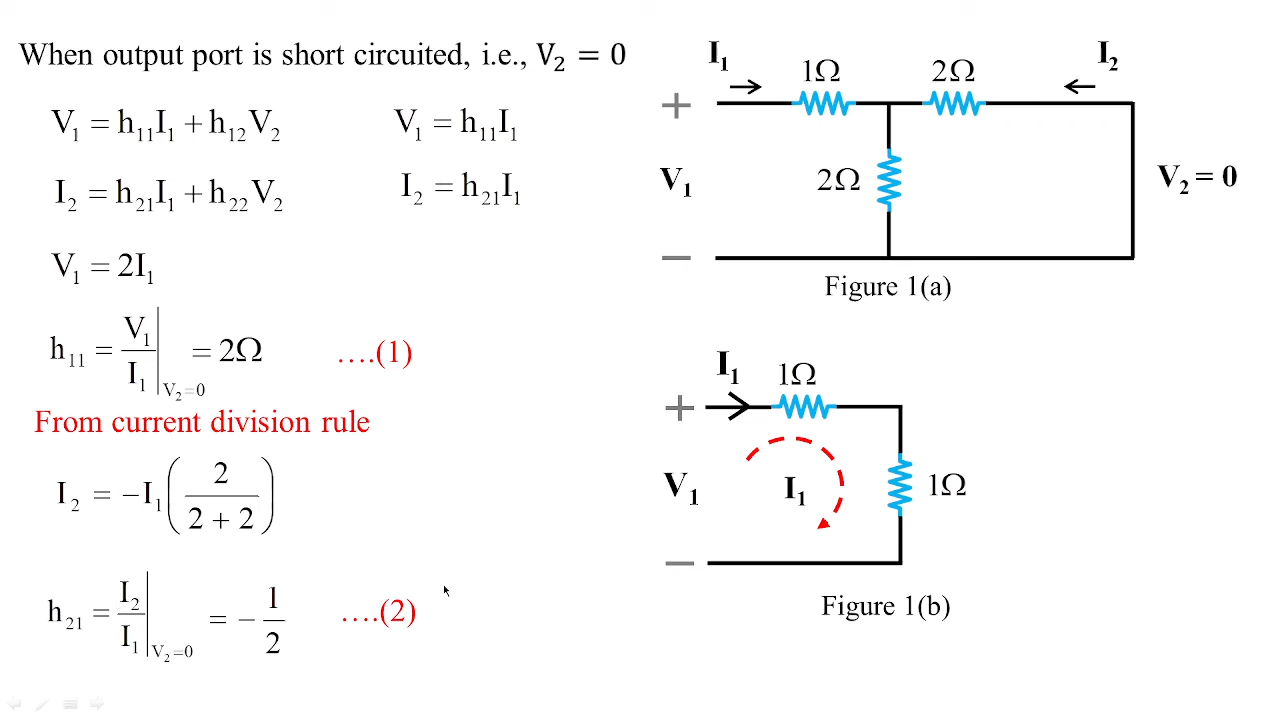 When output port is short circuited, i.e., V₂ = 0
V₁ = h₁₁I₁ + h₁₂V₂
V₁ = h₁₁I₁
I₂ = h₂₁I₁ + h₂₂V₂
I₂ = h₂₁I₁
V₁ = 2I₁
h₁₁ = V₁/I₁ |V₂=0 = 2Ω ....(1)
From current division rule
I₂ = −I₁(2/(2 + 2))
h₂₁ = I₂/I₁ |V₂=0 = −1/2 ....(2)
I₁
1Ω
2Ω
I₂
+
V₁
2Ω
V₂ = 0
−
Figure 1(a)
I₁
1Ω
+
V₁
I₁
1Ω
−
Figure 1(b)